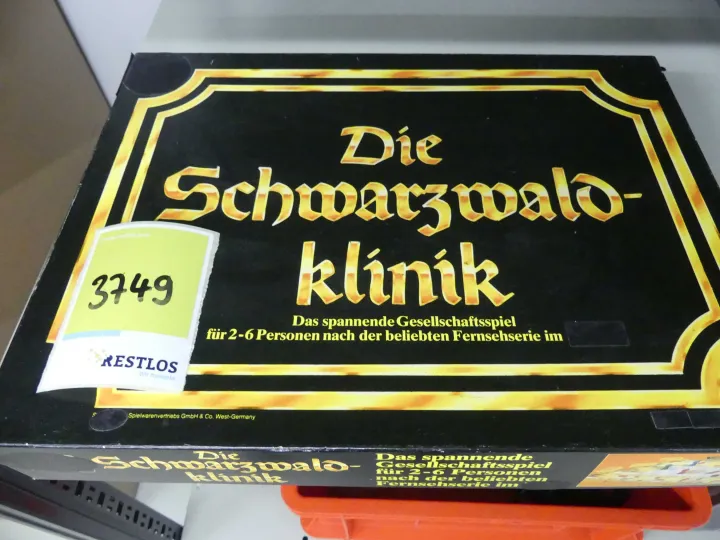 Die
Schwarzwald-
klinik
Das spannende Gesellschaftsspiel
für 2-6 Personen nach der beliebten Fernsehserie im
3749
RESTLOS
Spielwarenvertriebs GmbH & Co. West-Germany
Die
Schwarzwald-
klinik
Das spannende
Gesellschaftsspiel
für 2-6 Personen
nach der beliebten
Fernsehserie im